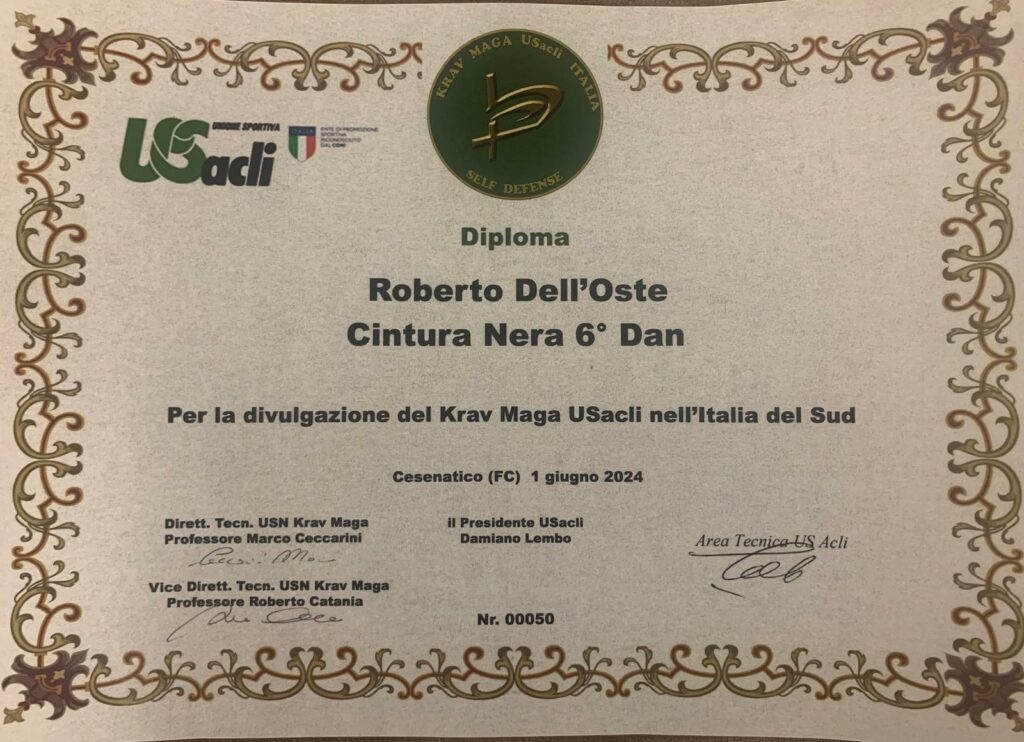 KRAV MAGA USacli ITALIA
SELF DEFENSE
USacli
UNIONE SPORTIVA
ITALIA
ENTE DI PROMOZIONE
SPORTIVA
RICONOSCIUTO
DAL CONI
Diploma
Roberto Dell'Oste
Cintura Nera 6° Dan
Per la divulgazione del Krav Maga USacli nell'Italia del Sud
Cesenatico (FC) 1 giugno 2024
Dirett. Tecn. USN Krav Maga
Professore Marco Ceccarini
il Presidente USacli
Damiano Lembo
Area Tecnica US Acli
Vice Dirett. Tecn. USN Krav Maga
Professore Roberto Catania
Nr. 00050